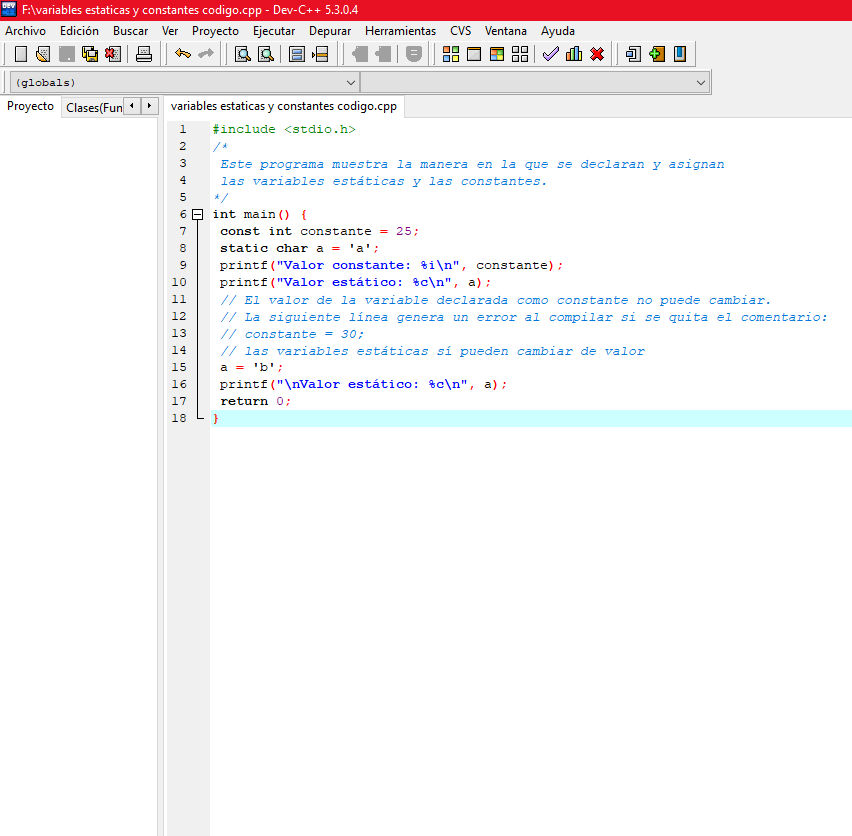 F:\variables estaticas y constantes codigo.cpp - Dev-C++ 5.3.0.4
Archivo Edición Buscar Ver Proyecto Ejecutar Depurar Herramientas CVS Ventana Ayuda
(globals)
Proyecto Clases(Fun variables estaticas y constantes codigo.cpp
1 #include <stdio.h>
2 /*
3 Este programa muestra la manera en la que se declaran y asignan
4 las variables estáticas y las constantes.
5 */
6 int main() {
7 const int constante = 25;
8 static char a = 'a';
9 printf("Valor constante: %i\n", constante);
10 printf("Valor estático: %c\n", a);
11 // El valor de la variable declarada como constante no puede cambiar.
12 // La siguiente línea genera un error al compilar si se quita el comentario:
13 // constante = 30;
14 // las variables estáticas sí pueden cambiar de valor
15 a = 'b';
16 printf("\nValor estático: %c\n", a);
17 return 0;
18 }